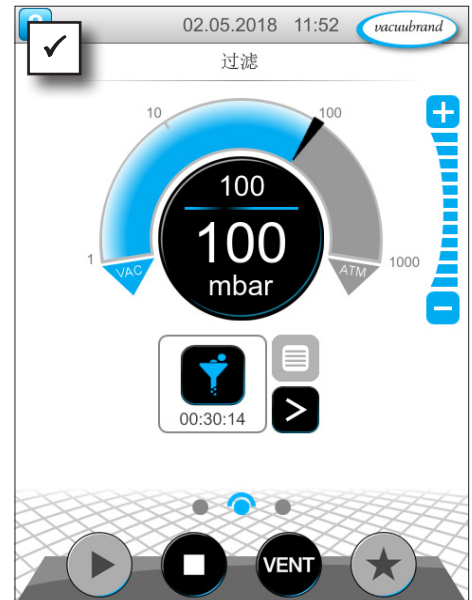 02.05.2018 11:52
vacuubrand
过滤
10
100
1
1000
VAC
ATM
100
100
mbar
00:30:14
VENT